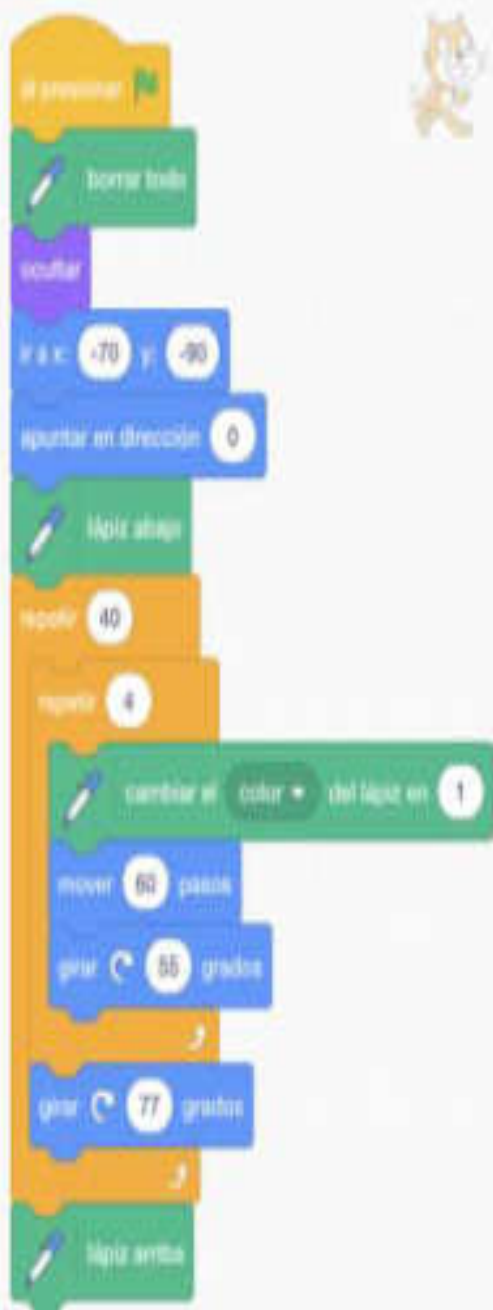 al presionar
borrar todo
ocultar
ir a x: -70 y: -90
apuntar en dirección 0
lápiz abajo
repetir 40
repetir 4
cambiar el color del lápiz en 1
mover 60 pasos
girar 55 grados
girar 77 grados
lápiz arriba